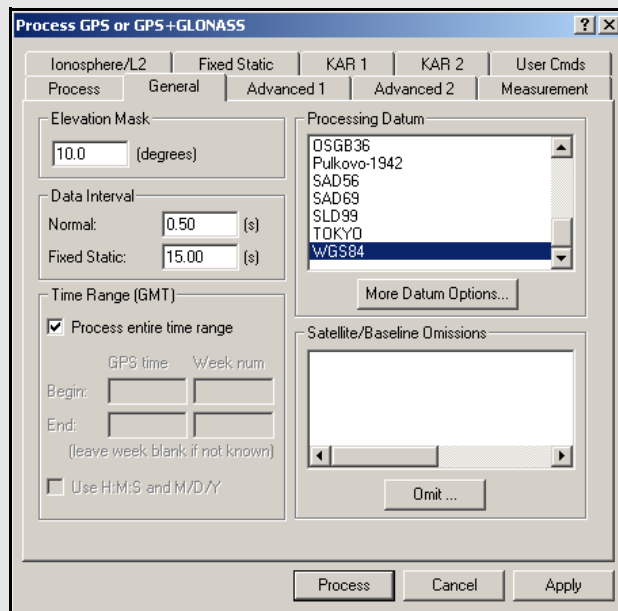 Process GPS or GPS+GLONASS
Ionosphere/L2 Fixed Static KAR 1 KAR 2 User Cmds
Process General Advanced 1 Advanced 2 Measurement
Elevation Mask
10.0 (degrees)
Data Interval
Normal: 0.50 (s)
Fixed Static: 15.00 (s)
Time Range (GMT)
Process entire time range
GPS time Week num
Begin:
End:
(leave week blank if not known)
Use H:M:S and M/D/Y
Processing Datum
OSGB36
Pulkovo-1942
SAD56
SAD69
SLD99
TOKYO
WGS84
More Datum Options...
Satellite/Baseline Omissions
Omit ...
Process Cancel Apply